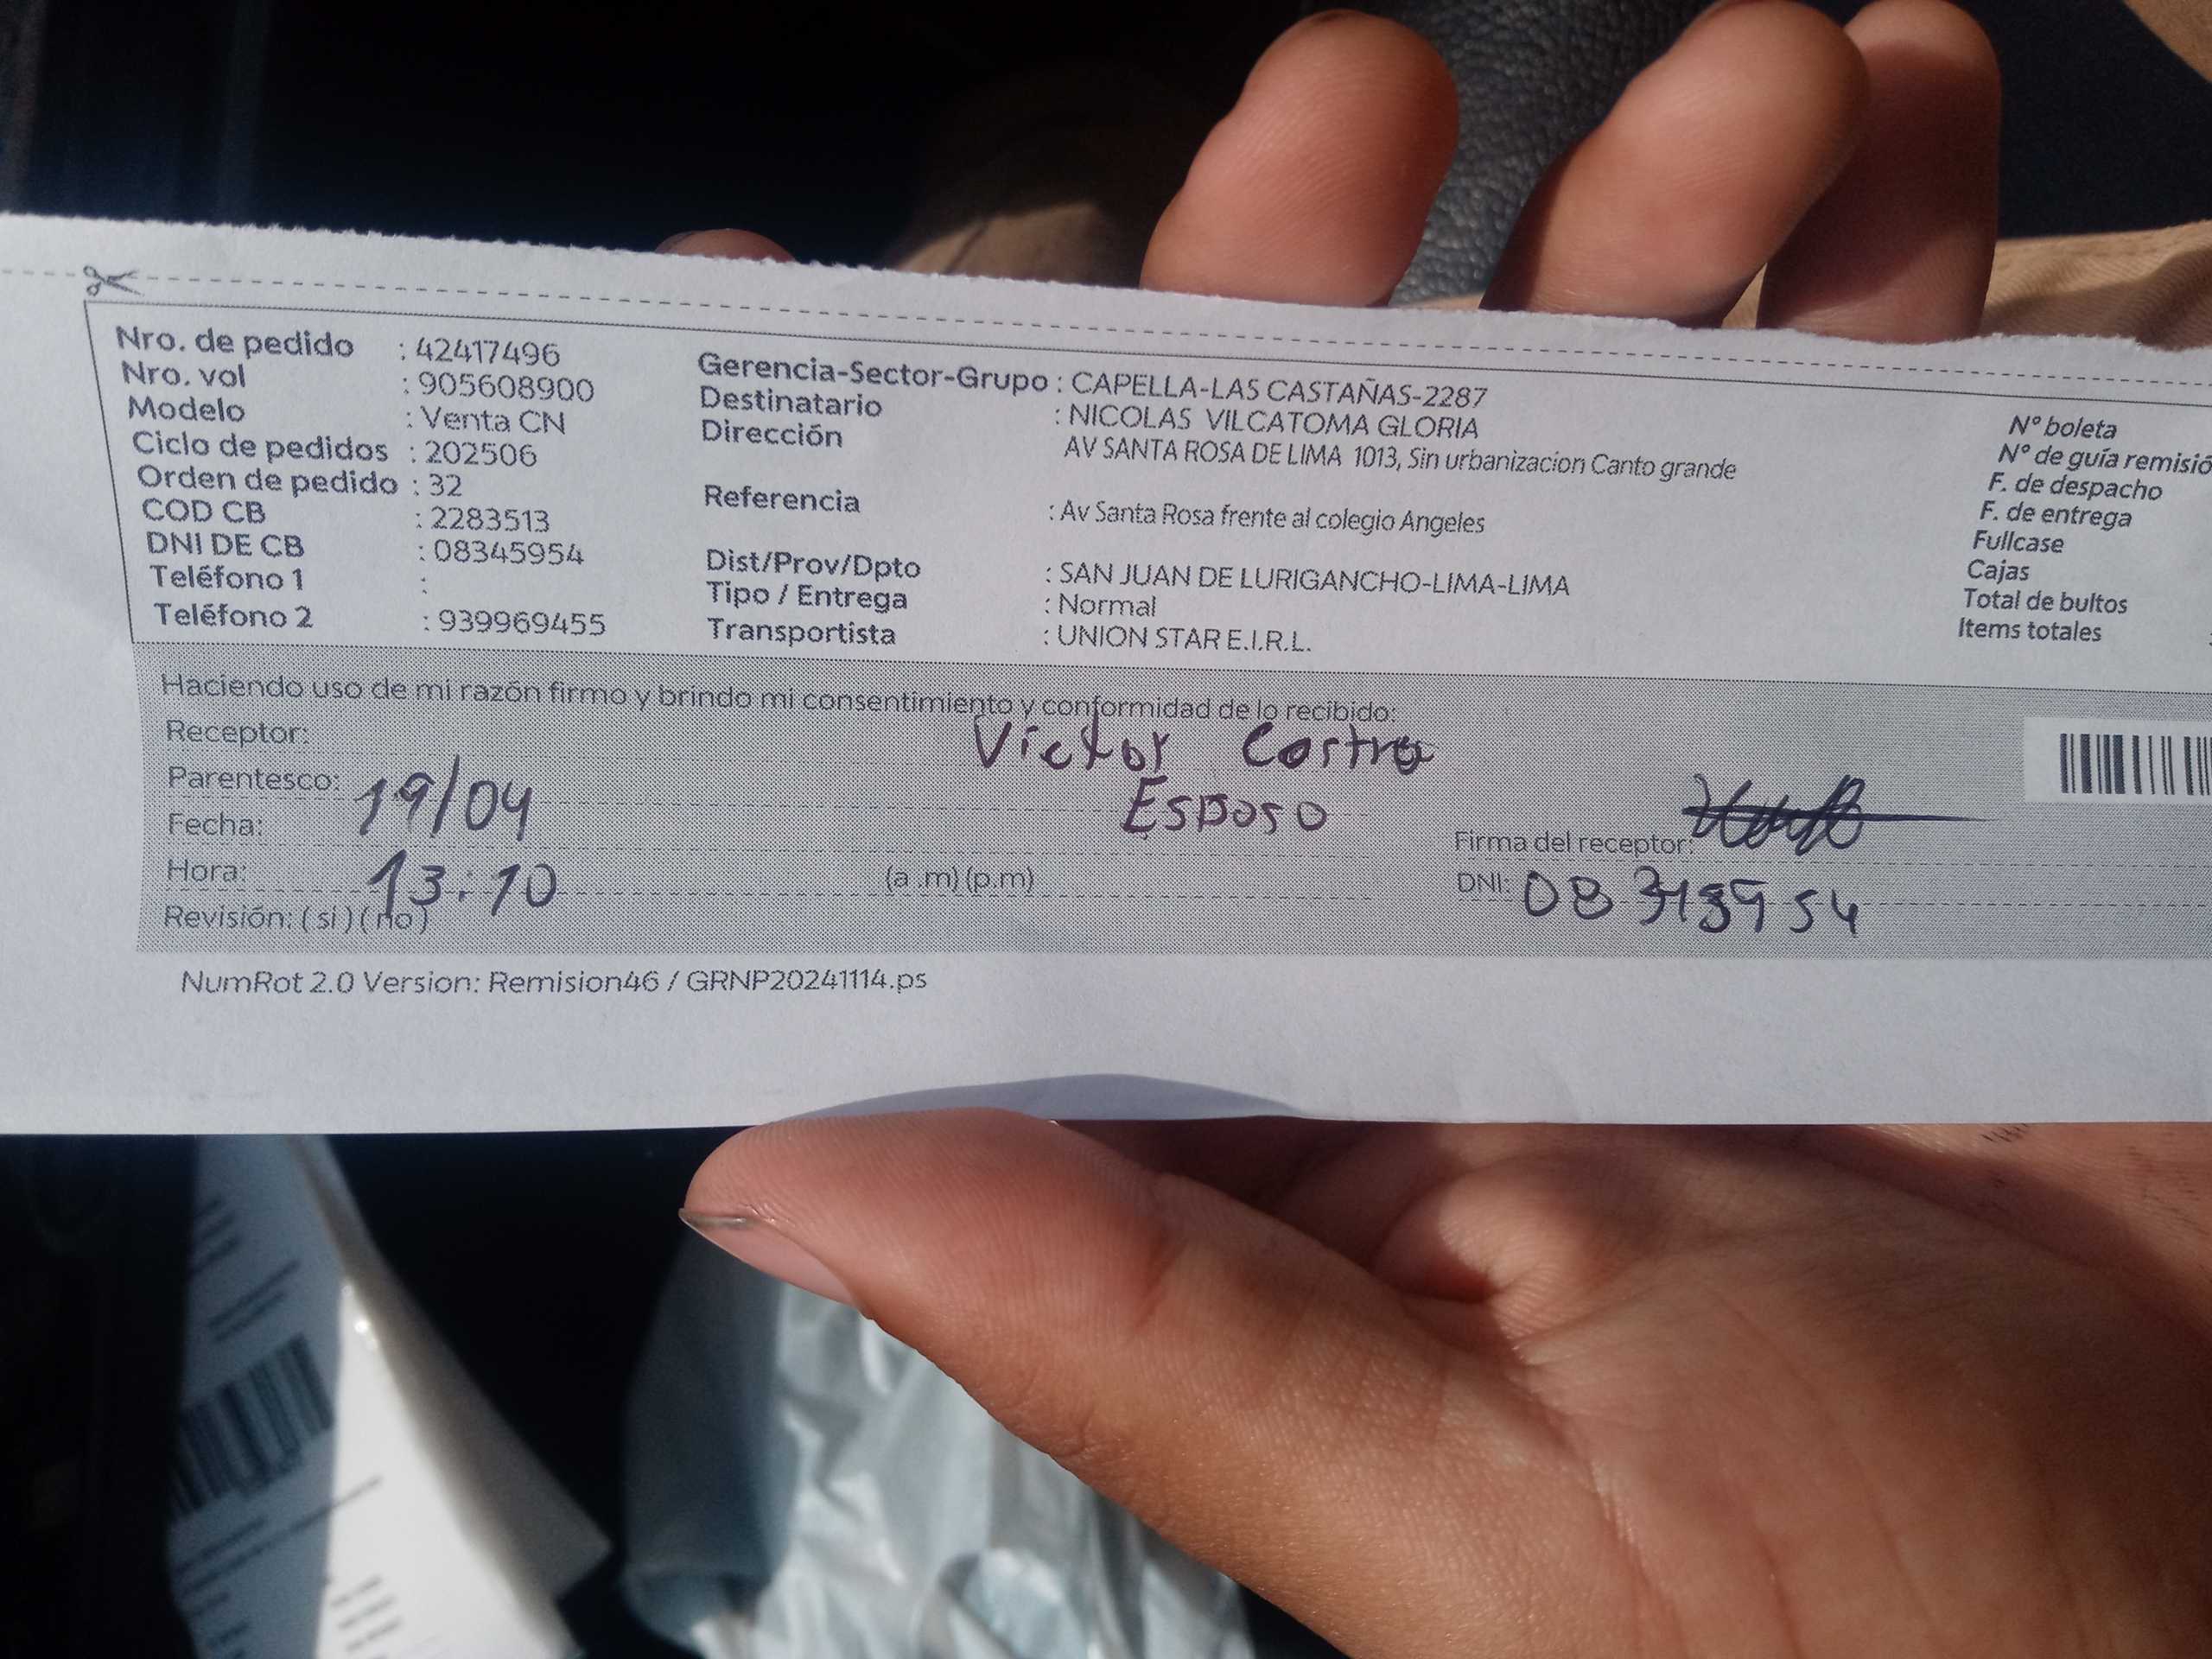 Nro. de pedido : 42417496
Nro. vol : 905608900
Modelo : Venta CN
Ciclo de pedidos : 202506
Orden de pedido : 32
COD CB : 2283513
DNI DE CB : 08345954
Teléfono 1 :
Teléfono 2 : 939969455
Gerencia-Sector-Grupo : CAPELLA-LAS CASTAÑAS-2287
Destinatario : NICOLAS VILCATOMA GLORIA
Dirección AV SANTA ROSA DE LIMA 1013, Sin urbanizacion Canto grande
Referencia : Av Santa Rosa frente al colegio Angeles
Dist/Prov/Dpto : SAN JUAN DE LURIGANCHO-LIMA-LIMA
Tipo / Entrega : Normal
Transportista : UNION STAR E.I.R.L.
N° boleta
N° de guía remisió
F. de despacho
F. de entrega
Fullcase
Cajas
Total de bultos
Items totales :
Haciendo uso de mi razón firmo y brindo mi consentimiento y conformidad de lo recibido:
Receptor: Victor Castro
Parentesco: Esposo
Fecha: 19/04
Firma del receptor:
Hora: 13:10 (a .m) (p.m)
DNI:
Revisión: ( si ) ( no )
NumRot 2.0 Version: Remision46 / GRNP20241114.ps